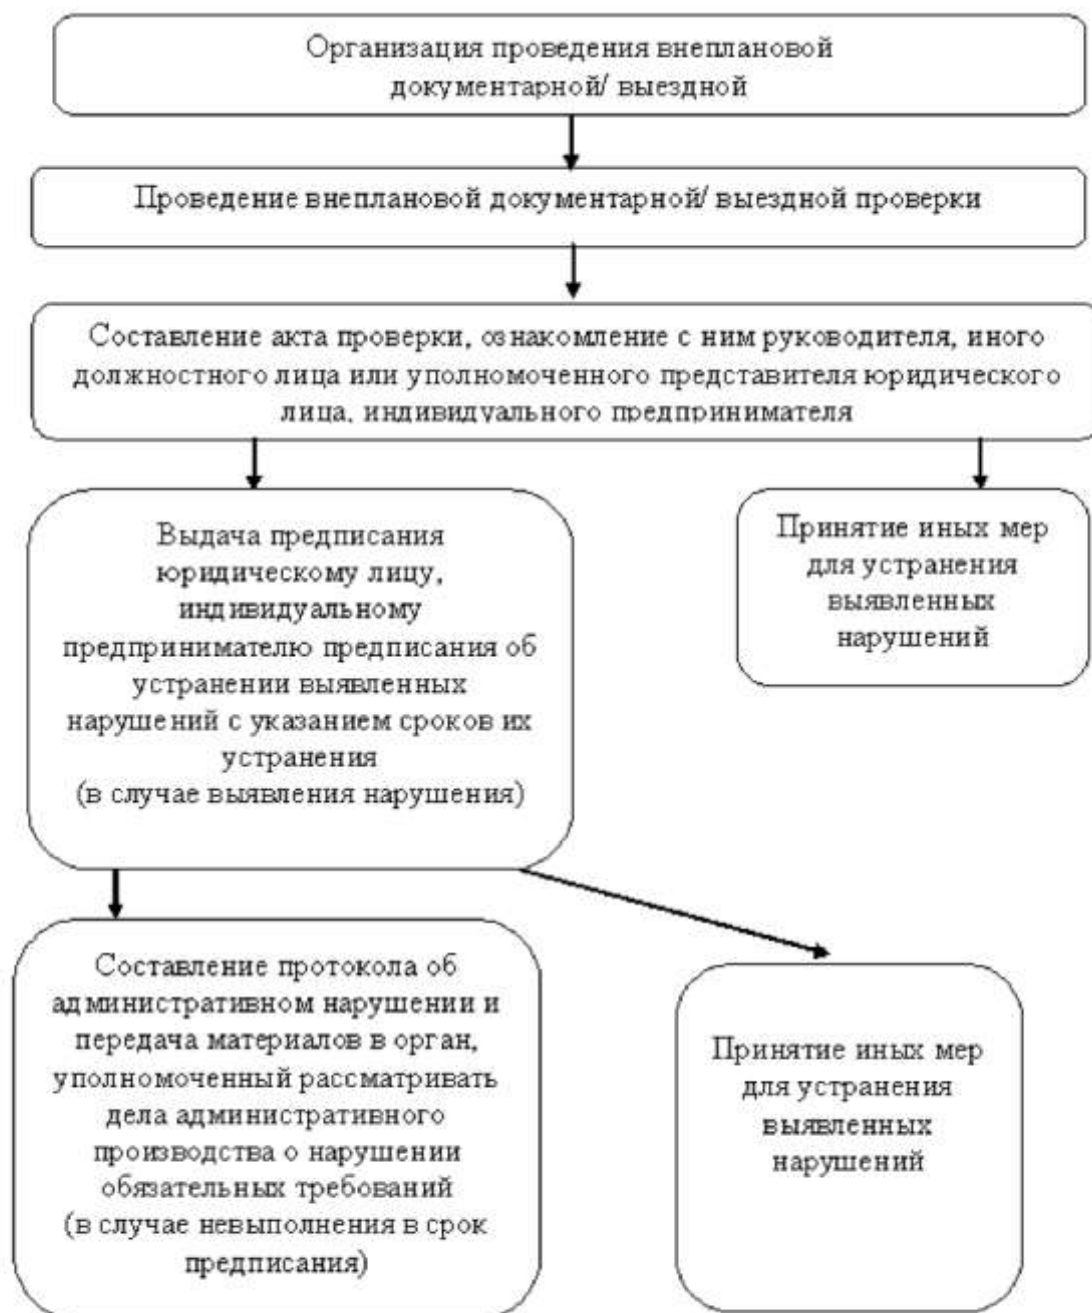 Организация проведения внеплановой
документарной/ выездной
Проведение внеплановой документарной/ выездной проверки
Составление акта проверки, ознакомление с ним руководителя, иного
должностного лица или уполномоченного представителя юридического
лица, индивидуального предпринимателя
Выдача предписания
юридическому лицу,
индивидуальному
предпринимателю предписания об
устранении выявленных
нарушений с указанием сроков их
устранения
(в случае выявления нарушения)
Принятие иных мер
для устранения
выявленных
нарушений
Составление протокола об
административном нарушении и
передача материалов в орган,
уполномоченный рассматривать
дела административного
производства о нарушении
обязательных требований
(в случае невыполнения в срок
предписания)
Принятие иных мер
для устранения
выявленных
нарушений